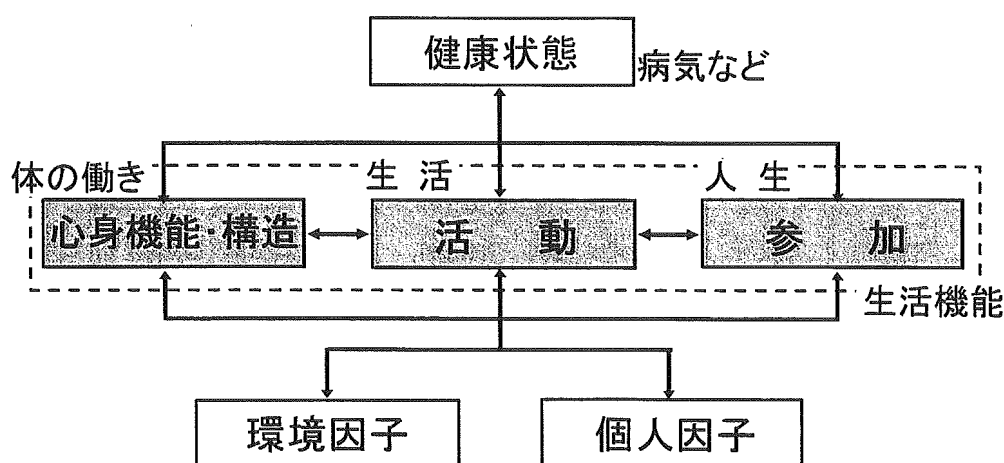 健康状態
病気など
体の働き
生 活
人 生
心身機能・構造
活 動
参 加
生活機能
環境因子
個人因子